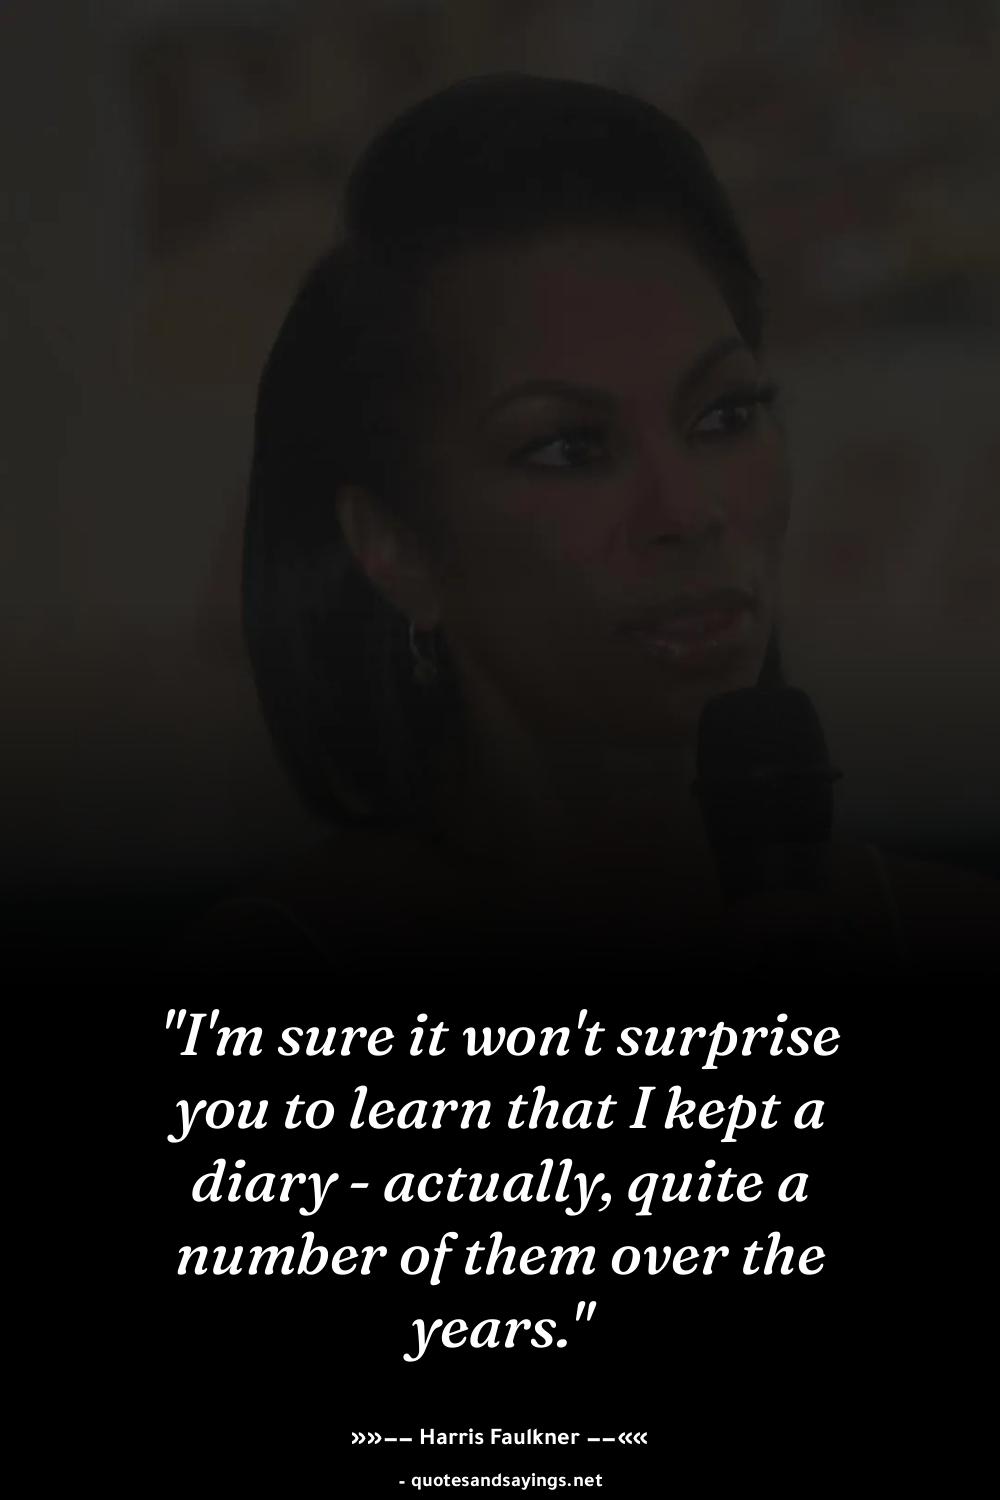 "I'm sure it won't surprise
you to learn that I kept a
diary - actually, quite a
number of them over the
years."
»»−− Harris Faulkner −−««
- quotesandsayings.net